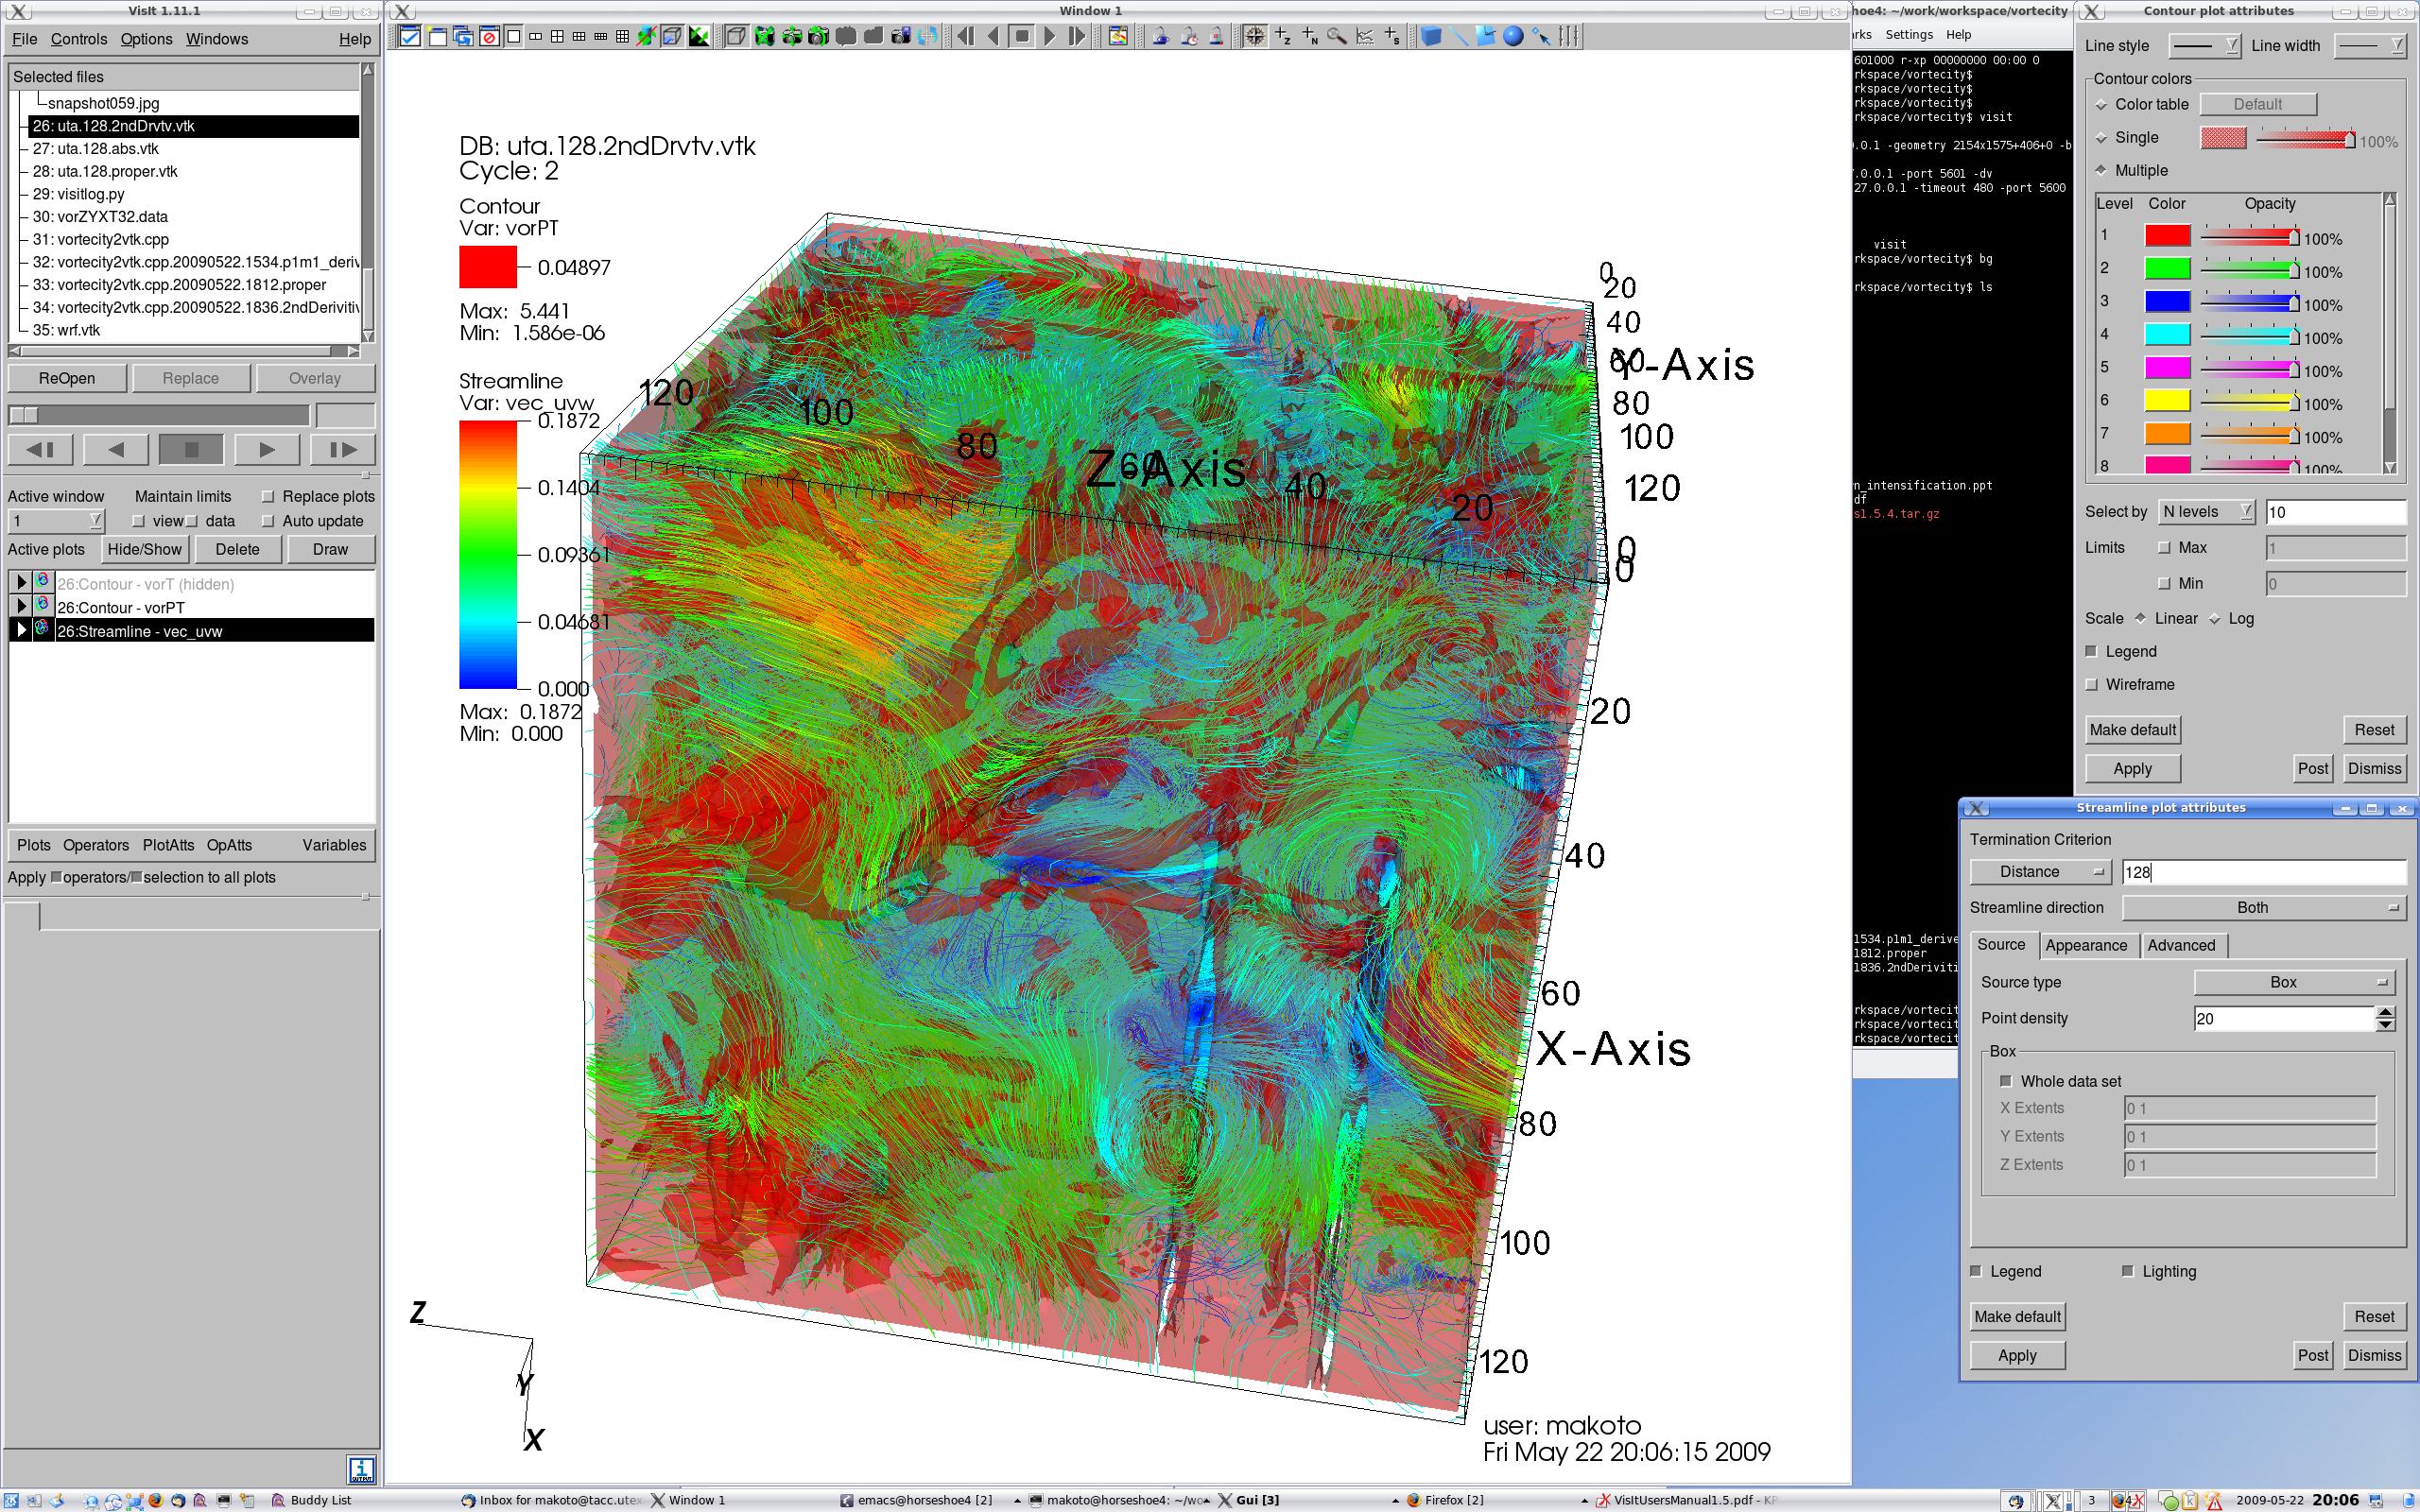 VisIt 1.11.1
File Controls Options Windows Help
Selected files
snapshot059.jpg
26: uta.128.2ndDrvtv.vtk
27: uta.128.abs.vtk
28: uta.128.proper.vtk
29: visitlog.py
30: vorZYXT32.data
31: vortecity2vtk.cpp
32: vortecity2vtk.cpp.20090522.1534.p1m1_deriv
33: vortecity2vtk.cpp.20090522.1812.proper
34: vortecity2vtk.cpp.20090522.1836.2ndDeriviti
35: wrf.vtk
ReOpen Replace Overlay
Active window Maintain limits Replace plots
1 view data Auto update
Active plots Hide/Show Delete Draw
26:Contour - vorT (hidden)
26:Contour - vorPT
26:Streamline - vec_uvw
Plots Operators PlotAtts OpAtts Variables
Apply operators/ selection to all plots
Window 1
DB: uta.128.2ndDrvtv.vtk
Cycle: 2
Contour
Var: vorPT
0.04897
Max: 5.441
Min: 1.586e-06
Streamline
Var: vec_uvw
0.1872
0.1404
0.09361
0.04681
0.000
Max: 0.1872
Min: 0.000
120
100
80
60
Z-Axis
40
20
0
0
20
40
60
Y-Axis
80
100
120
0
0
20
40
60
X-Axis
80
100
120
Z
Y
X
user: makoto
Fri May 22 20:06:15 2009
hoe4: ~/work/workspace/vortecity
rks Settings Help
601000 r-xp 00000000 00:00 0
rkspace/vortecity$
rkspace/vortecity$
rkspace/vortecity$
rkspace/vortecity$ visit
.0.1 -geometry 2154x1575+406+0 -b
7.0.0.1 -port 5601 -dv
27.0.0.1 -timeout 480 -port 5600
visit
rkspace/vortecity$ bg
rkspace/vortecity$ ls
n_intensification.ppt
df
s1.5.4.tar.gz
1534.p1m1_derive
1812.proper
1836.2ndDeriviti
rkspace/vortecit
rkspace/vortecit
rkspace/vortecit
Contour plot attributes
Line style Line width
Contour colors
Color table Default
Single 100%
Multiple
Level Color Opacity
1 100%
2 100%
3 100%
4 100%
5 100%
6 100%
7 100%
8 100%
Select by N levels 10
Limits Max 1
Min 0
Scale Linear Log
Legend
Wireframe
Make default Reset
Apply Post Dismiss
Streamline plot attributes
Termination Criterion
Distance 128
Streamline direction Both
Source Appearance Advanced
Source type Box
Point density 20
Box
Whole data set
X Extents 0 1
Y Extents 0 1
Z Extents 0 1
Legend Lighting
Make default Reset
Apply Post Dismiss
Buddy List Inbox for makoto@tacc.utex Window 1 emacs@horseshoe4 [2] makoto@horseshoe4: ~/wo Gui [3] Firefox [2] VisItUsersManual1.5.pdf - KP 3 2009-05-22 20:06